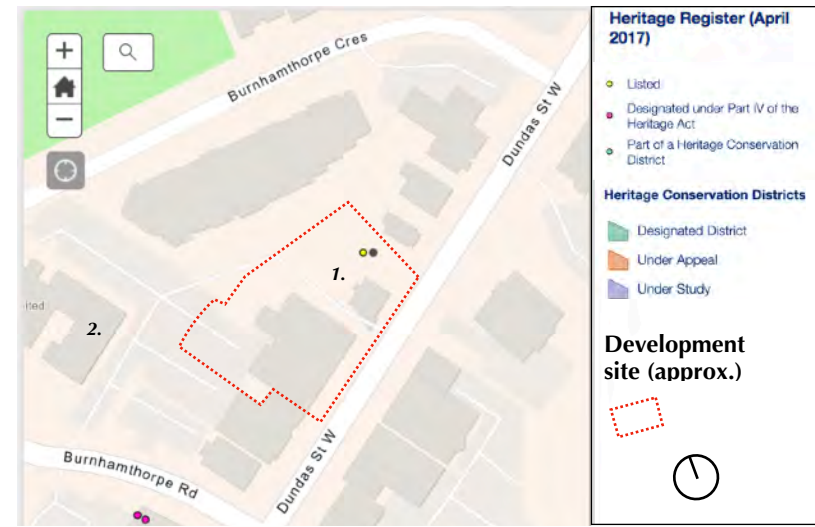 +
−
Burnhamthorpe Cres
Dundas St W
1.
ited
2.
Burnhamthorpe Rd
Dundas St W
Heritage Register (April
2017)
Listed
Designated under Part IV of the
Heritage Act
Part of a Heritage Conservation
District
Heritage Conservation Districts
Designated District
Under Appeal
Under Study
Development
site (approx.)